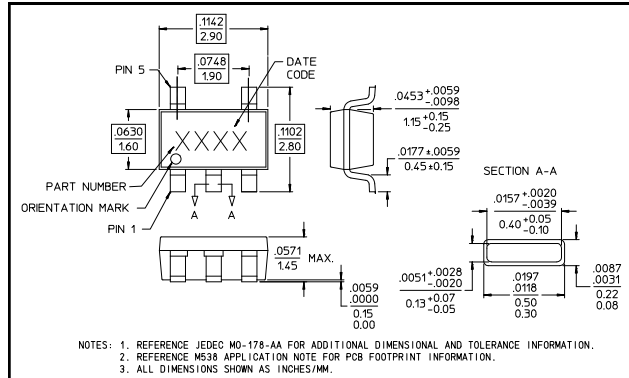 .1142
2.90
.0748
1.90
PIN 5
DATE
CODE
.0630
1.60
XXXX
.1102
2.80
PART NUMBER
ORIENTATION MARK
PIN 1
A
A
.0453 +.0059
-.0098
1.15 +0.15
-0.25
.0177 ±.0059
0.45 ±0.15
SECTION A-A
.0157 +.0020
-.0039
0.40 +0.05
-0.10
.0571
1.45
MAX.
.0059
.0000
0.15
0.00
.0051 +.0028
-.0020
0.13 +0.07
-0.05
.0197
.0118
0.50
0.30
.0087
.0031
0.22
0.08
NOTES: 1. REFERENCE JEDEC MO-178-AA FOR ADDITIONAL DIMENSIONAL AND TOLERANCE INFORMATION.
2. REFERENCE M538 APPLICATION NOTE FOR PCB FOOTPRINT INFORMATION.
3. ALL DIMENSIONS SHOWN AS INCHES/MM.